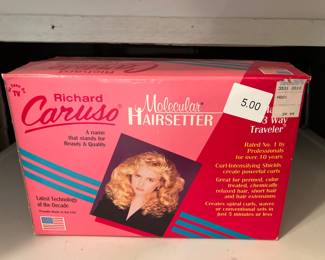 Richard
Caruso
A name
that stands for
Beauty & Quality
Latest Technology
of the Decade
Molecular
HAIRSETTER
5.00
3 Way
Traveler
Rated No. 1 by
Professionals
for over 10 years
Curl-Intensifying Shields
create powerful curls
Great for permed, color
treated, chemically
relaxed hair, short hair
and hair extensions
Creates spiral curls, waves
or conventional sets in
just 5 minutes or less